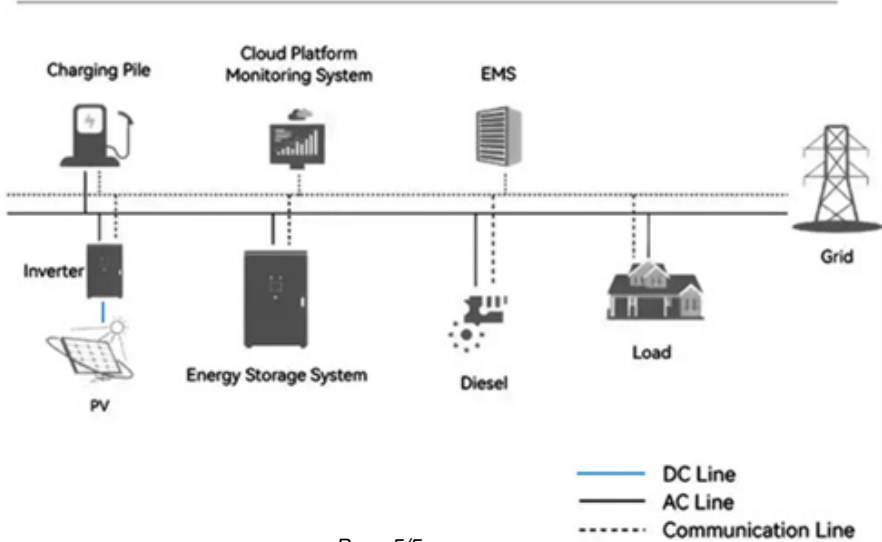 Charging Pile
Cloud Platform
Monitoring System
EMS
Grid
Inverter
Energy Storage System
Load
Diesel
PV
DC Line
AC Line
Communication Line